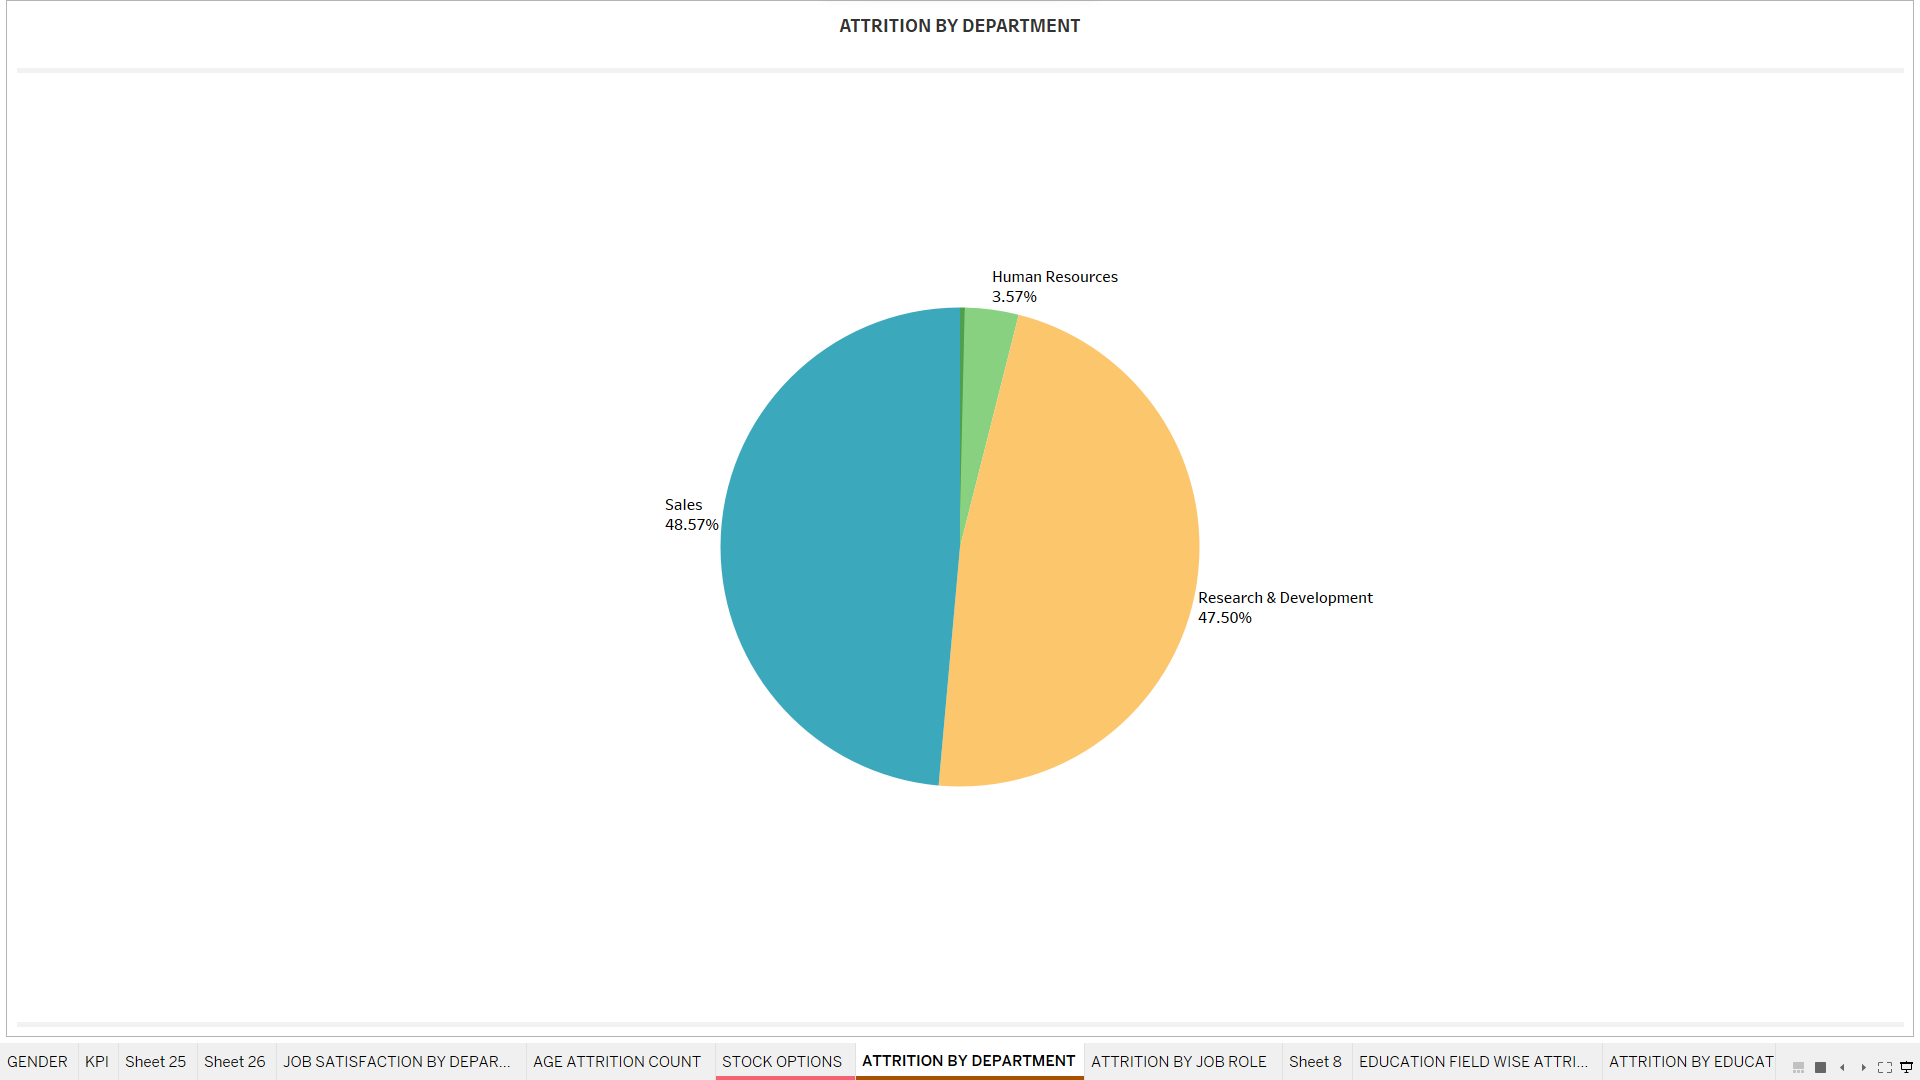 ATTRITION BY DEPARTMENT
Human Resources
3.57%
Sales
48.57%
Research & Development
47.50%
GENDER KPI Sheet 25 Sheet 26 JOB SATISFACTION BY DEPAR... AGE ATTRITION COUNT STOCK OPTIONS ATTRITION BY DEPARTMENT ATTRITION BY JOB ROLE Sheet 8 EDUCATION FIELD WISE ATTRI... ATTRITION BY EDUCAT